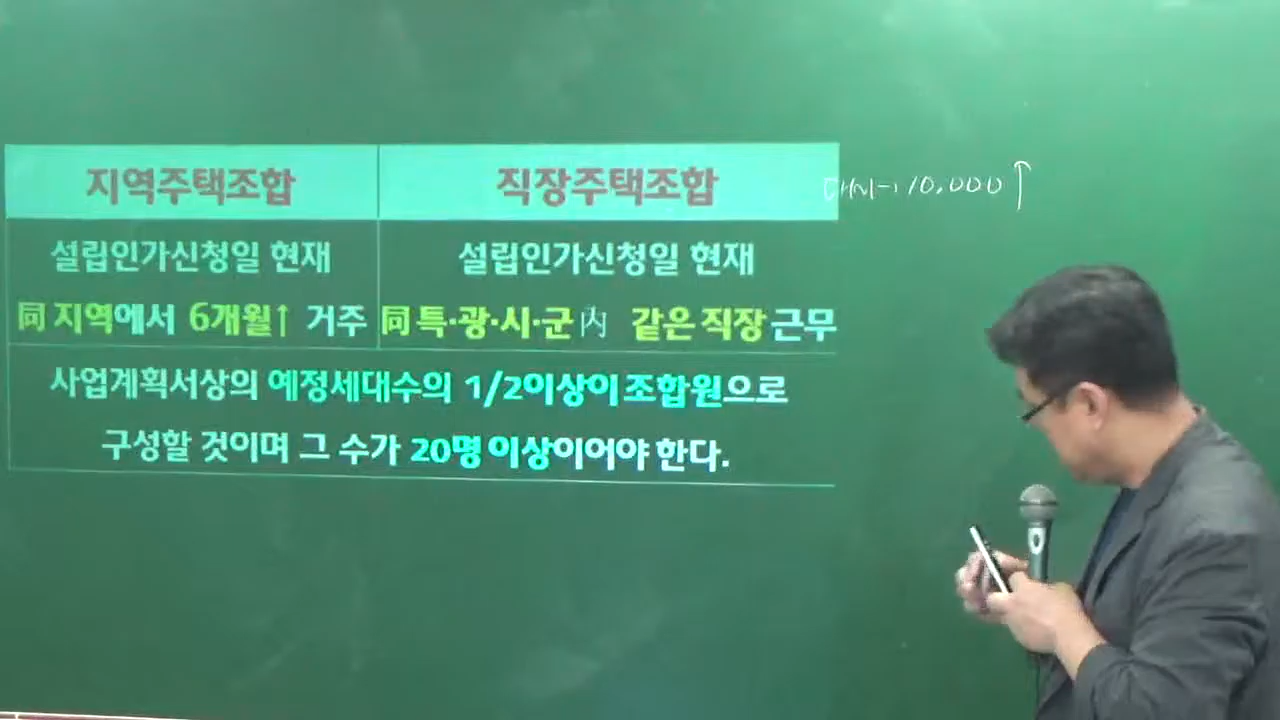 지역주택조합 직장주택조합
10.000↑
설립인가신청일 현재 설립인가신청일 현재
同 지역에서 6개월↑ 거주 同 특·광·시·군 內 같은 직장 근무
사업계획서상의 예정세대수의 1/2이상이 조합원으로
구성할 것이며 그 수가 20명 이상이어야 한다.